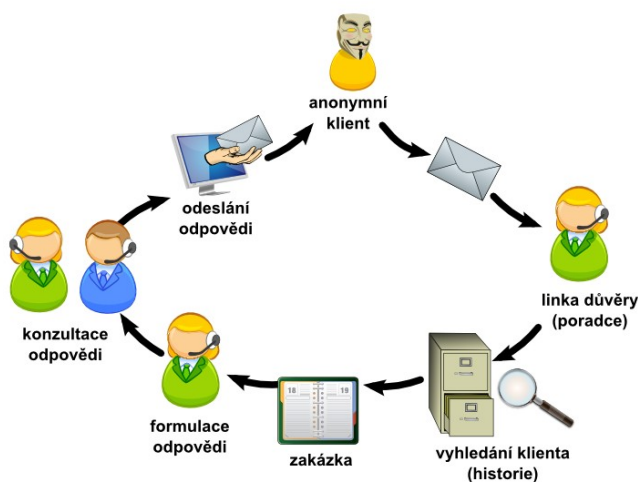 anonymní
klient
linka důvěry
(poradce)
vyhledání klienta
(historie)
18
19
zakázka
formulace
odpovědi
konzultace
odpovědi
odeslání
odpovědi